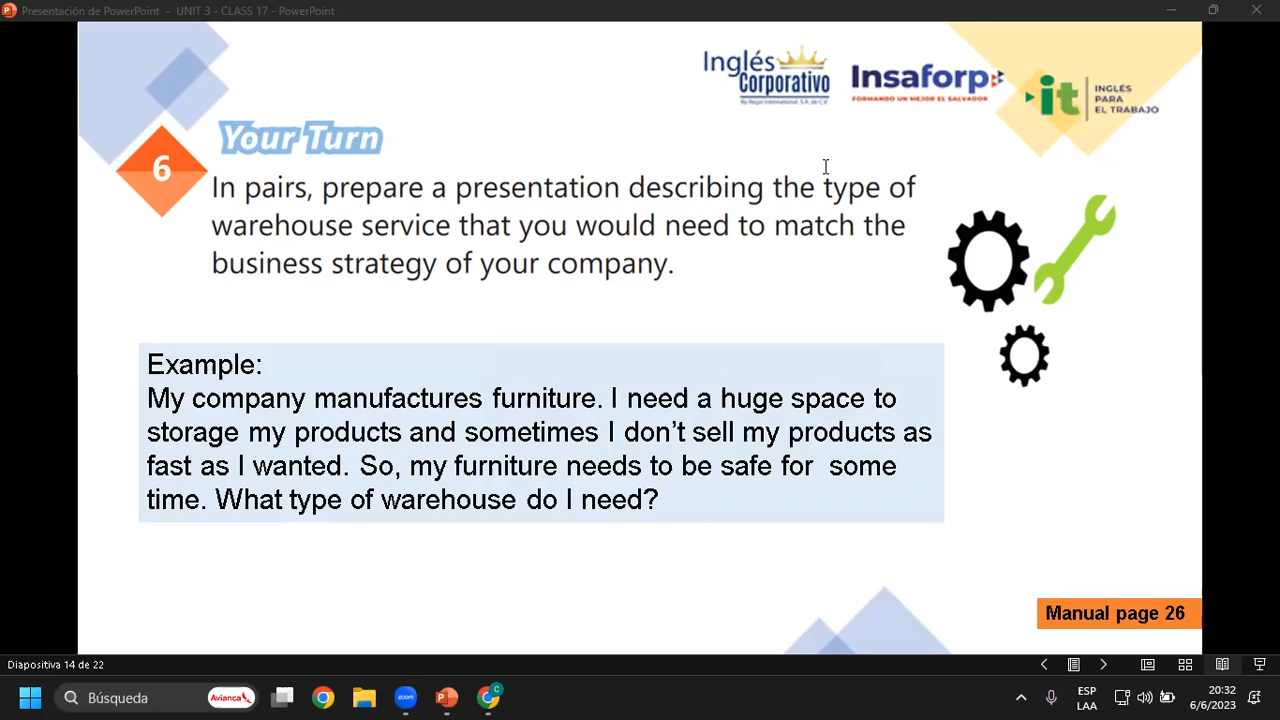 Presentación de PowerPoint - UNIT 3 - CLASS 17 - PowerPoint
Inglés
Corporativo
By Regal International, S.A. de C.V.
Insaforp
FORMANDO UN MEJOR EL SALVADOR
it
INGLÉS
PARA
EL TRABAJO
Your Turn
6
In pairs, prepare a presentation describing the type of
warehouse service that you would need to match the
business strategy of your company.
Example:
My company manufactures furniture. I need a huge space to
storage my products and sometimes I don’t sell my products as
fast as I wanted. So, my furniture needs to be safe for some
time. What type of warehouse do I need?
Manual page 26
Diapositiva 14 de 22
Búsqueda
Avianca
zoom
C
ESP
LAA
20:32
6/6/2023